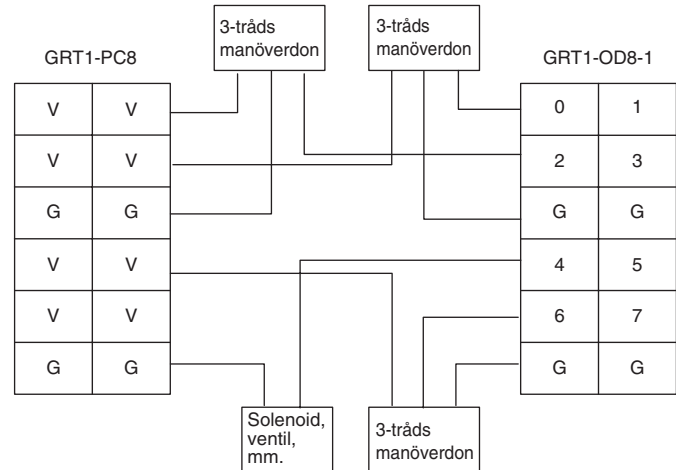 3-tråds
manöverdon
3-tråds
manöverdon
GRT1-PC8
GRT1-OD8-1
V V
0 1
V V
2 3
G G
G G
V V
4 5
V V
6 7
G G
G G
Solenoid,
ventil,
mm.
3-tråds
manöverdon